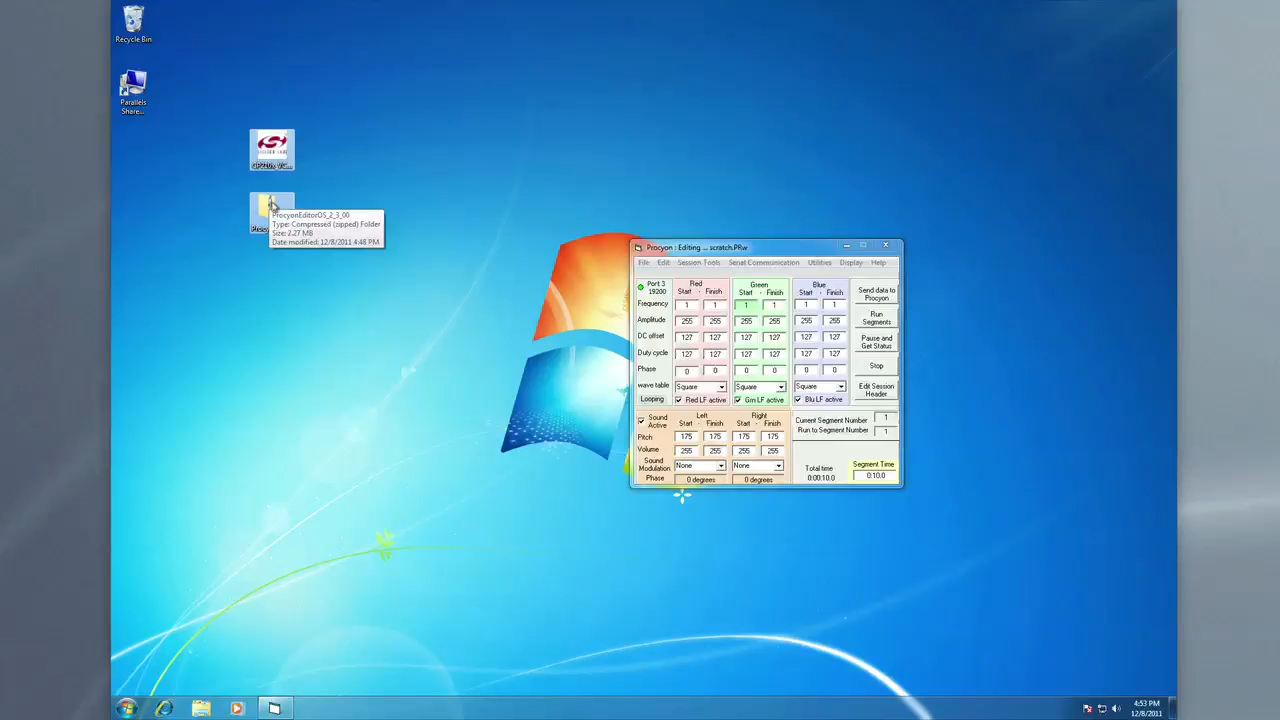 Recycle Bin
Parallels
Share...
ProcyonEditorOS_2_3_00
Type: Compressed (zipped) Folder
Size: 2.27 MB
Date modified: 12/8/2011 4:48 PM
Procyon : Editing ... scratch.PRw
File Edit Session Tools Serial Communication Utilities Display Help
Port 3
19200
Red
Start - Finish
Green
Start - Finish
Blue
Start - Finish
Frequency 1 1 1 1 1 1
Amplitude 255 255 255 255 255 255
DC offset 127 127 127 127 127 127
Duty cycle 127 127 127 127 127 127
Phase 0 0 0 0 0 0
wave table Square Square Square
Looping Red LF active Grn LF active Blu LF active
Send data to
Procyon
Run
Segments
Pause and
Get Status
Stop
Edit Session
Header
Sound
Active
Left
Start - Finish
Right
Start - Finish
Pitch 175 175 175 175
Volume 255 255 255 255
Sound
Modulation None None
Phase 0 degrees 0 degrees
Current Segment Number 1
Run to Segment Number 1
Total time
0:00:10.0
Segment Time
0:10.0
4:53 PM
12/8/2011